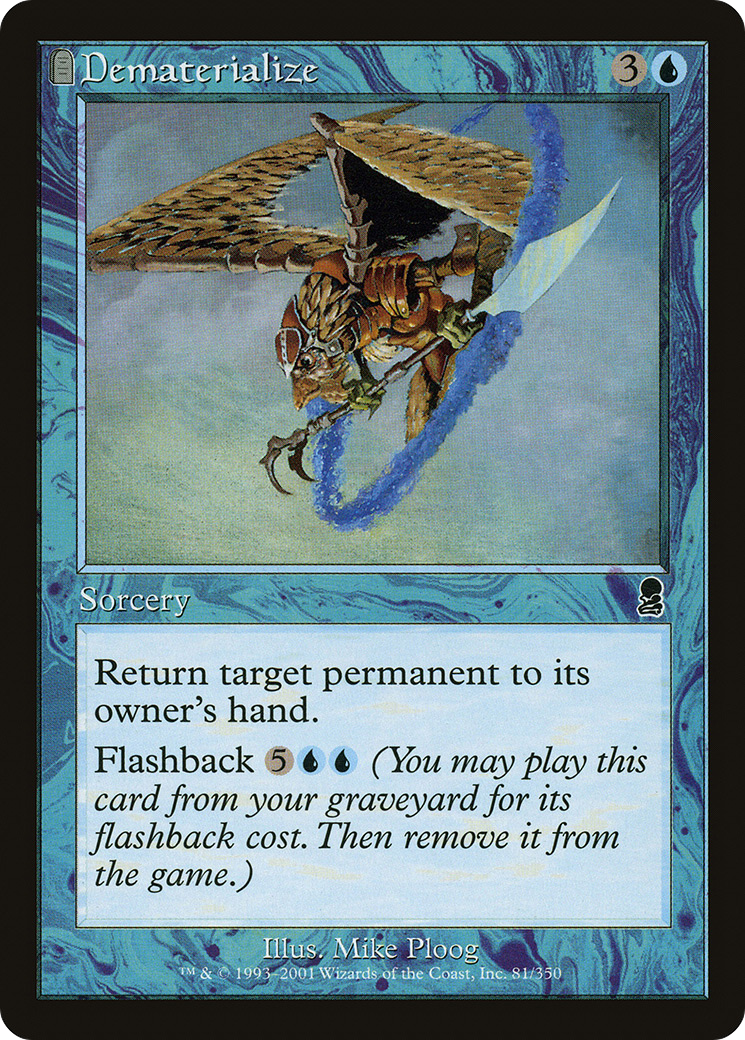 Dematerialize 3
Sorcery
Return target permanent to its
owner's hand.
Flashback 5 (You may play this
card from your graveyard for its
flashback cost. Then remove it from
the game.)
Illus. Mike Ploog
™ & © 1993–2001 Wizards of the Coast, Inc. 81/350